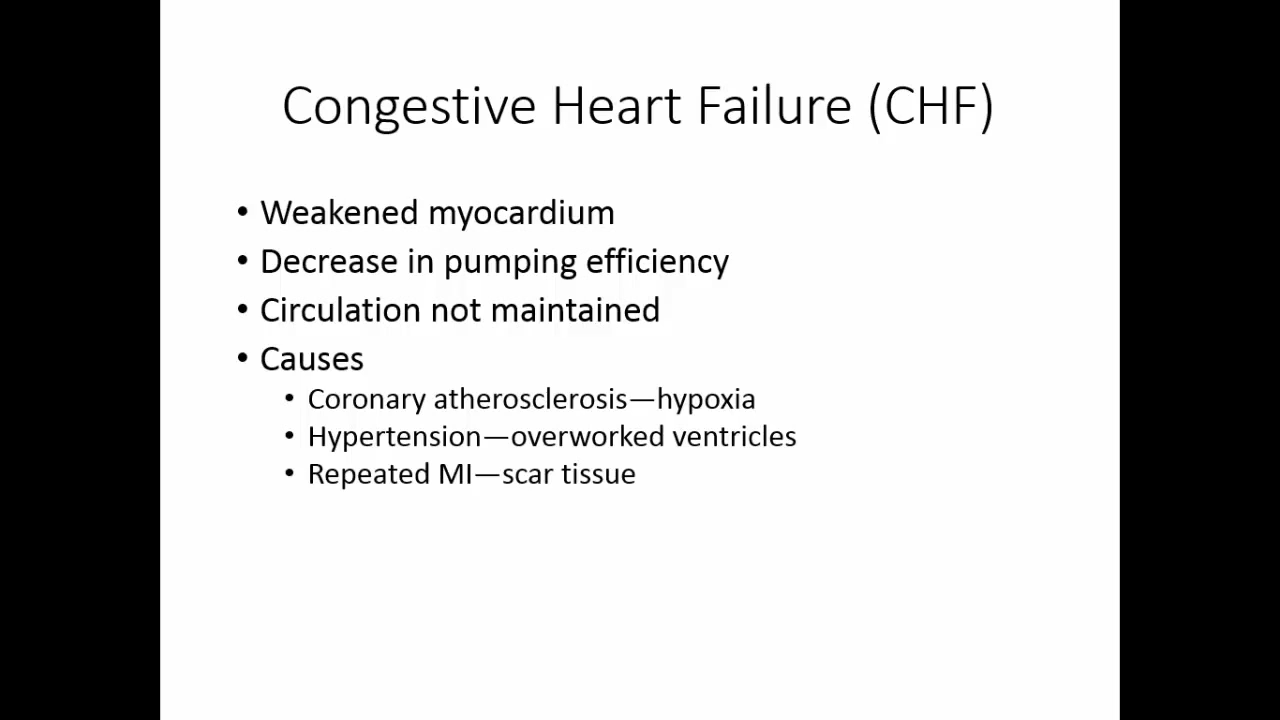 Congestive Heart Failure (CHF)
• Weakened myocardium
• Decrease in pumping efficiency
• Circulation not maintained
• Causes
• Coronary atherosclerosis—hypoxia
• Hypertension—overworked ventricles
• Repeated MI—scar tissue